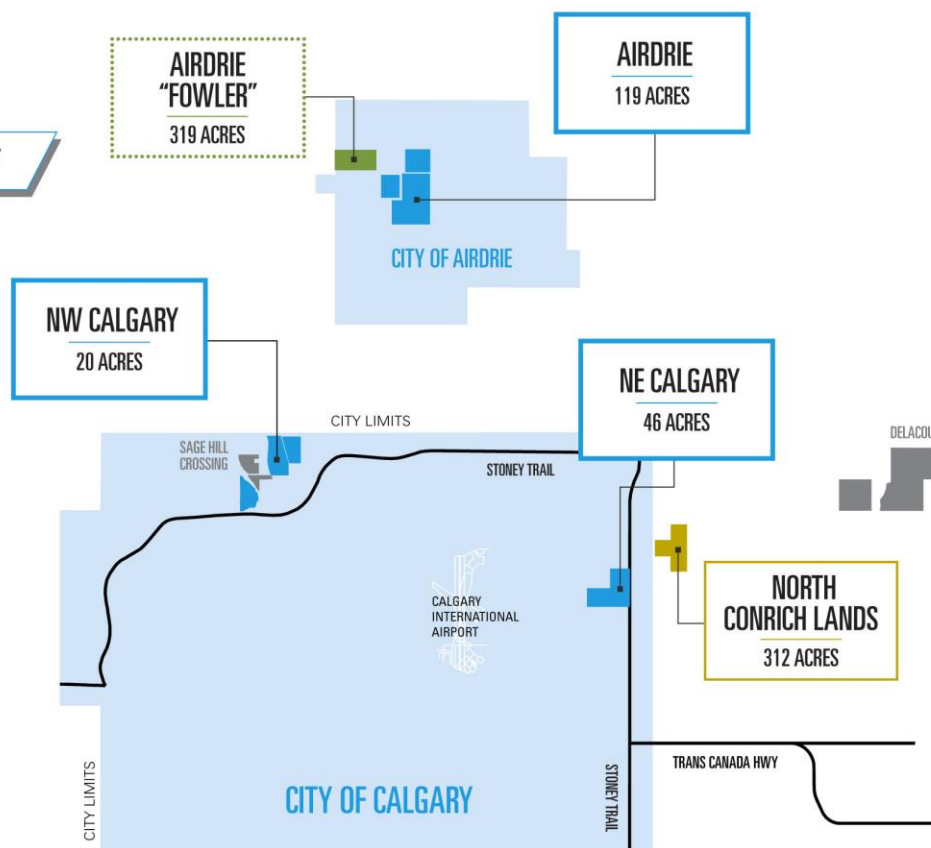 AIRDRIE
“FOWLER”
319 ACRES
AIRDRIE
119 ACRES
CITY OF AIRDRIE
NW CALGARY
20 ACRES
NE CALGARY
46 ACRES
CITY LIMITS
SAGE HILL
CROSSING
STONEY TRAIL
DELACOU
CALGARY
INTERNATIONAL
AIRPORT
NORTH
CONRICH LANDS
312 ACRES
TRANS CANADA HWY
CITY LIMITS
CITY OF CALGARY
STONEY TRAIL